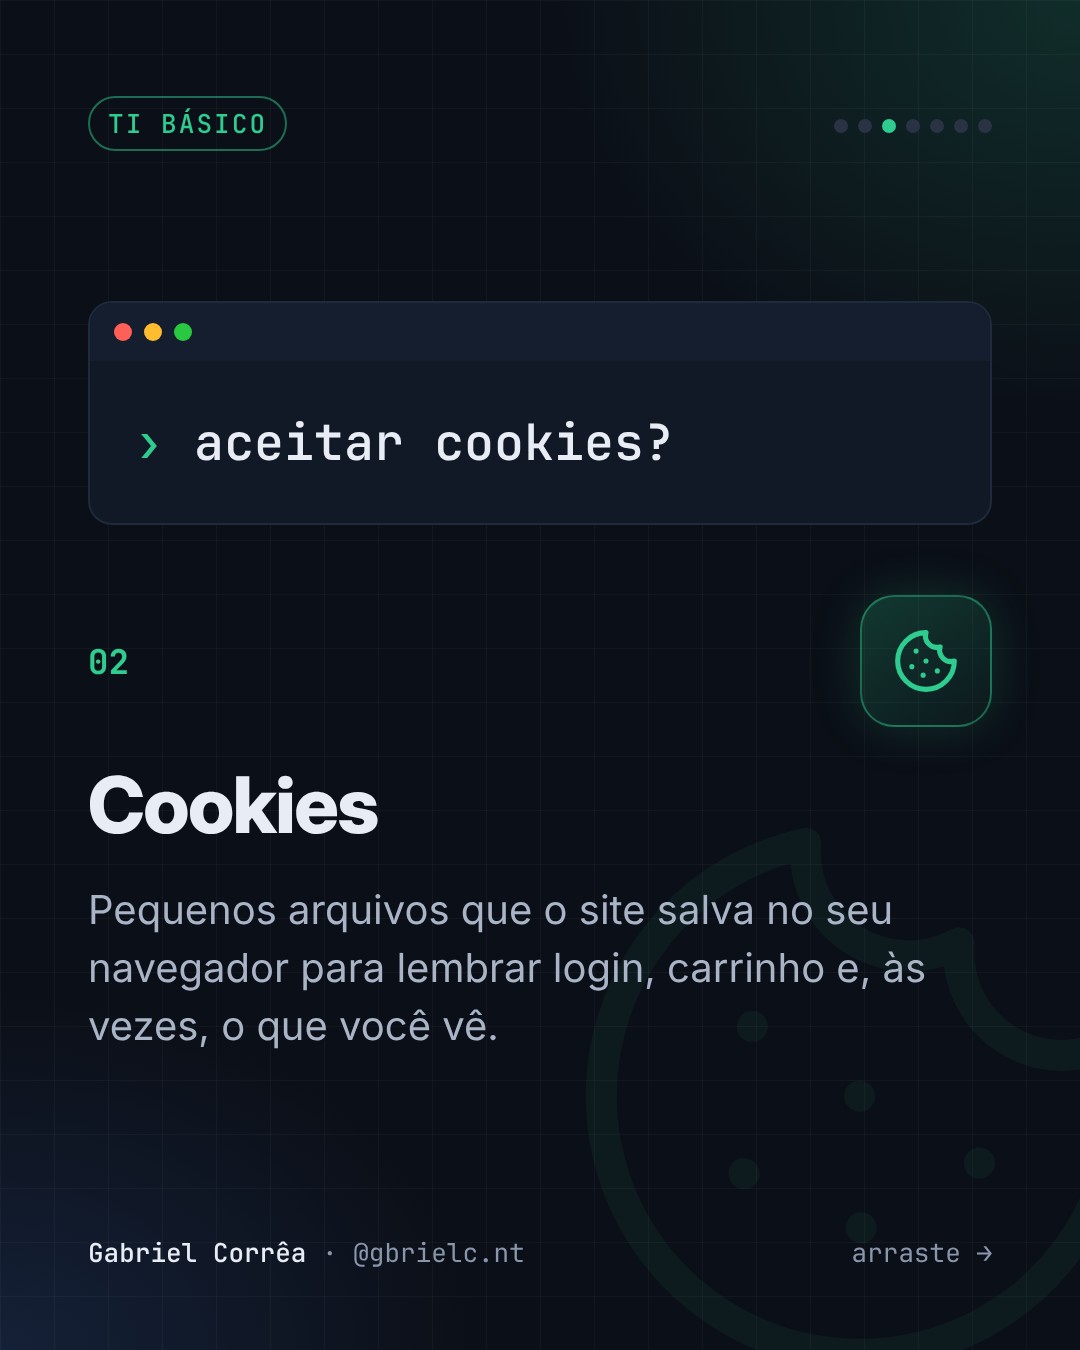 TI BÁSICO
› aceitar cookies?
02
Cookies
Pequenos arquivos que o site salva no seu
navegador para lembrar login, carrinho e, às
vezes, o que você vê.
Gabriel Corrêa · @gbrielc.nt
arraste →